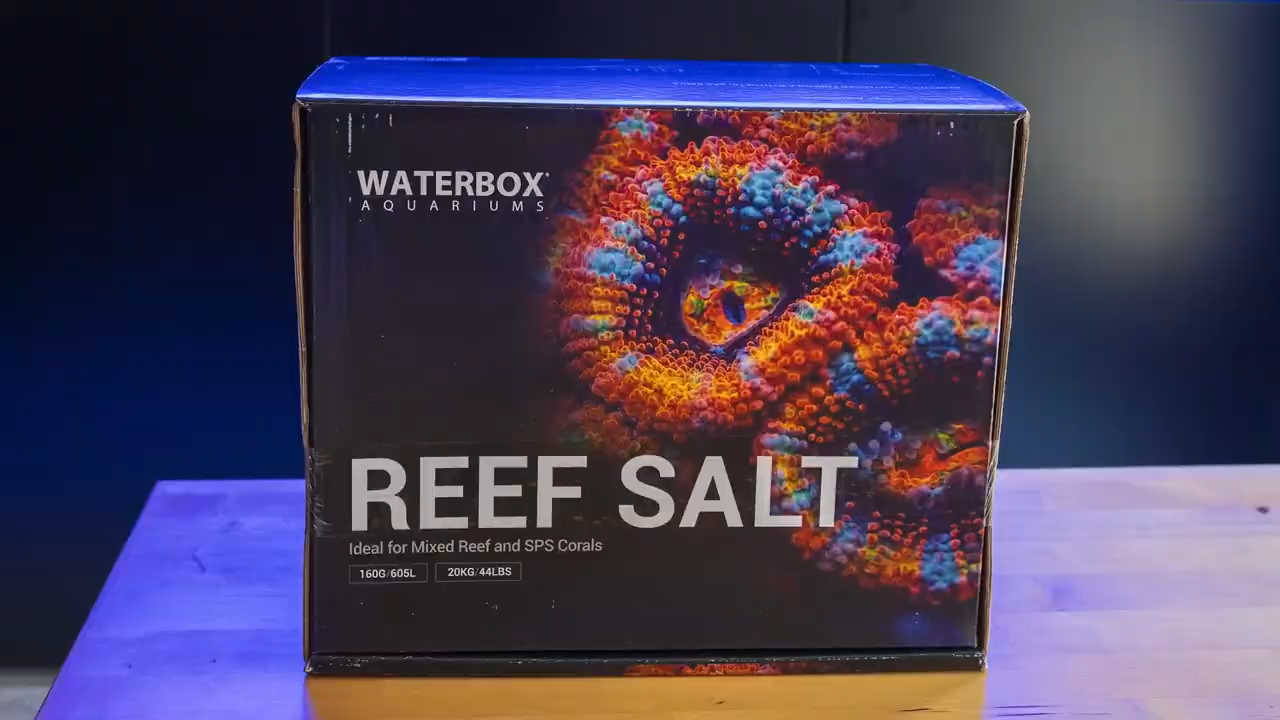 WATERBOX
AQUARIUMS
REEF SALT
Ideal for Mixed Reef and SPS Corals
160G/605L 20KG/44LBS